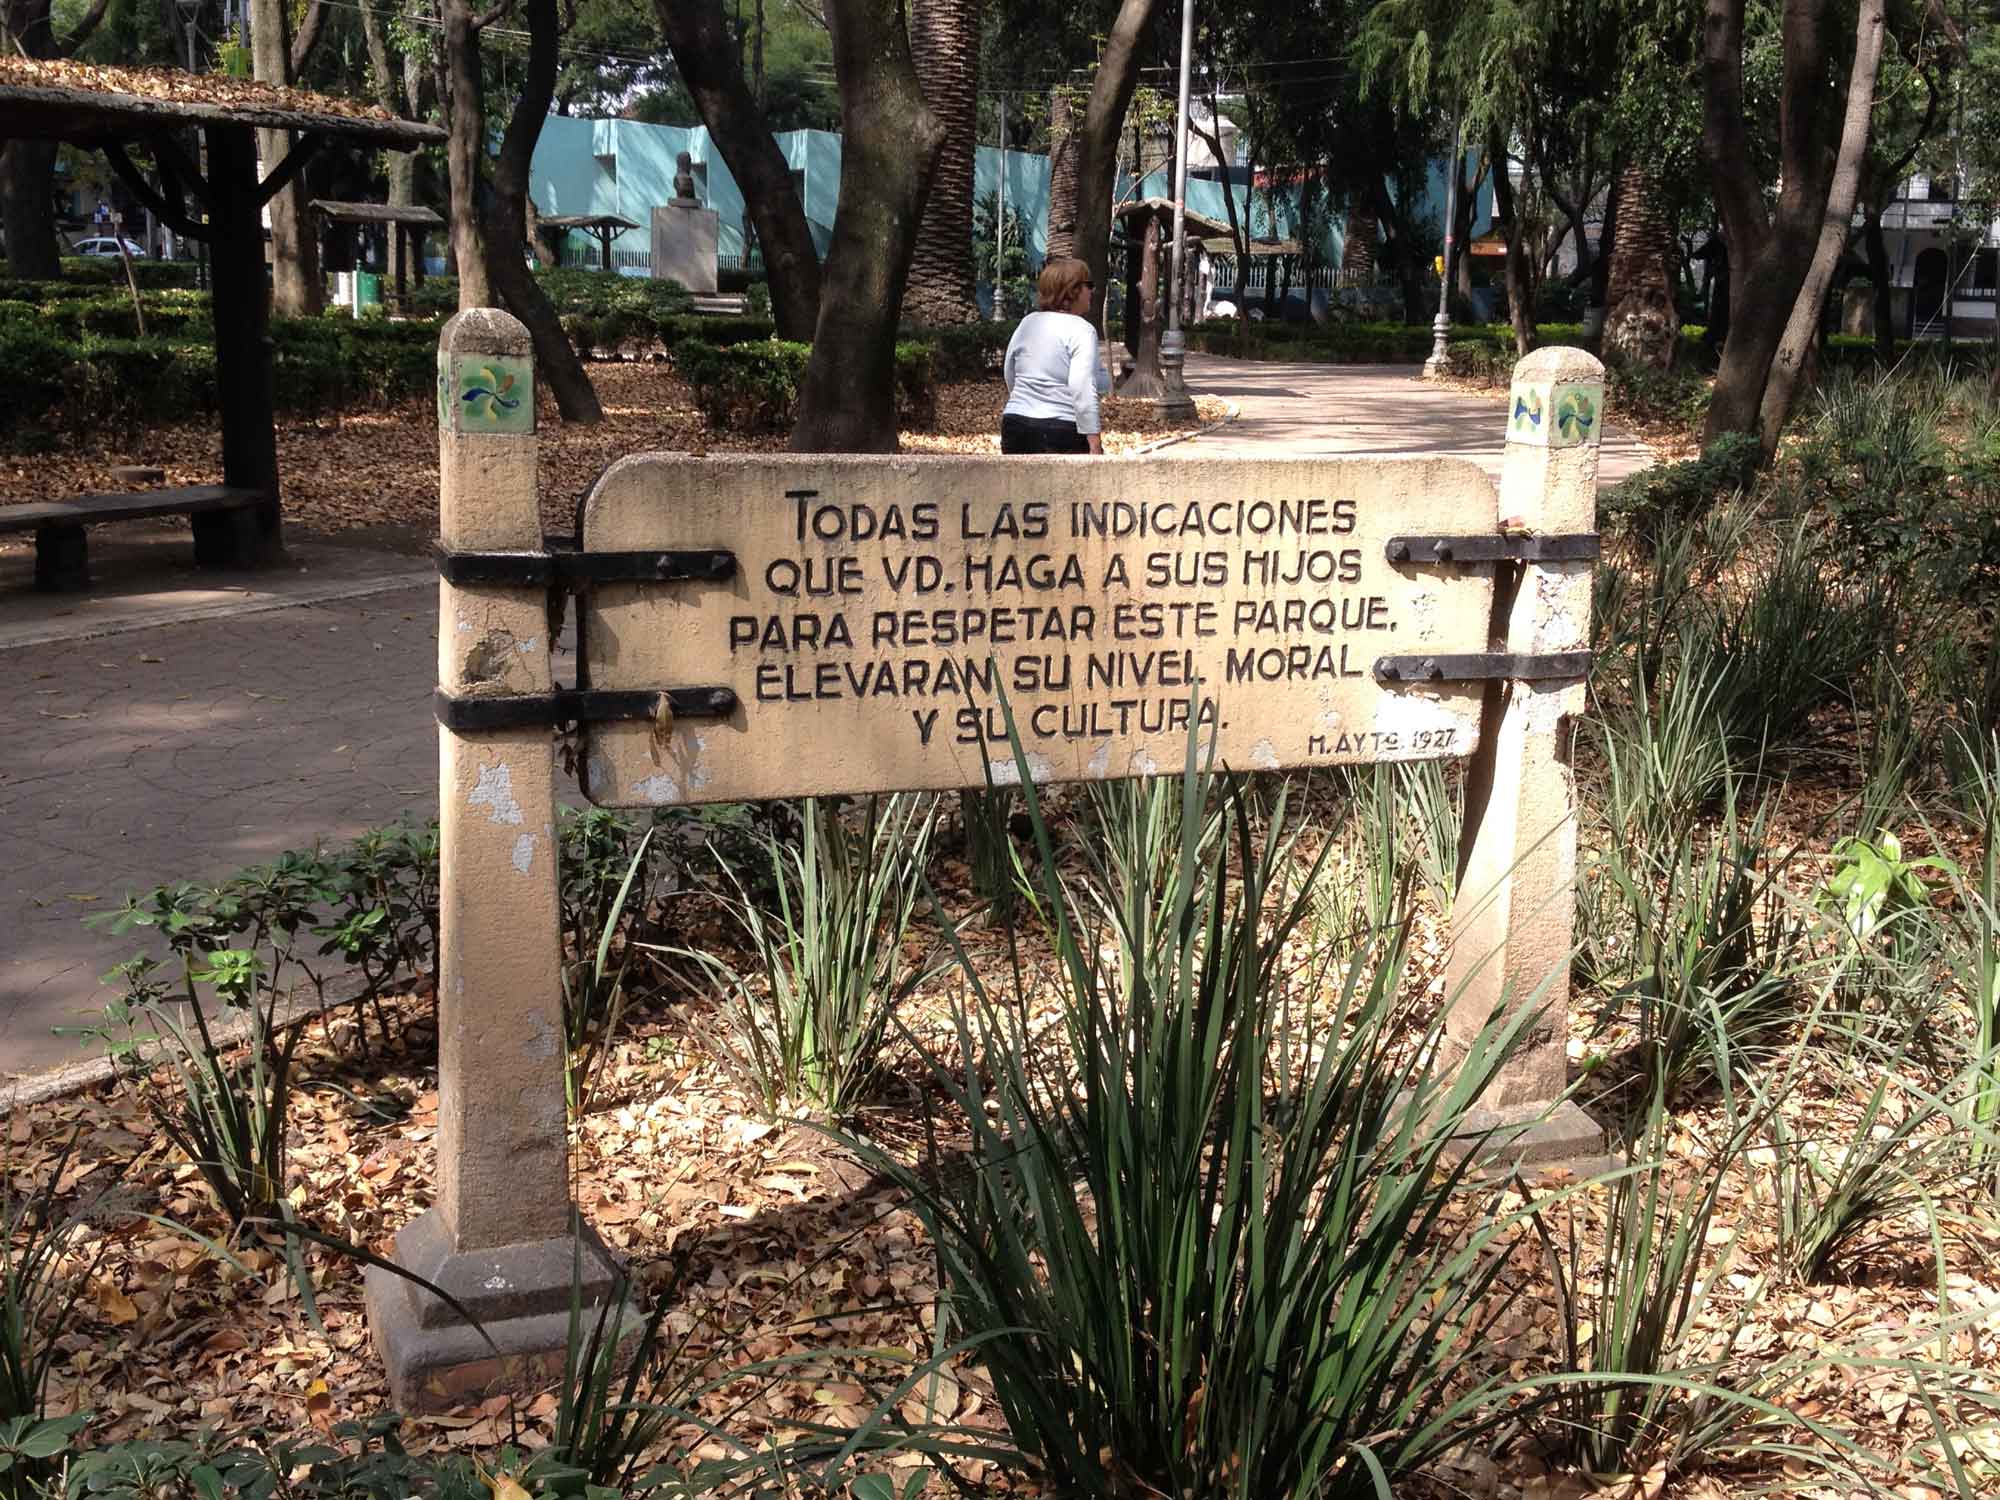 TODAS LAS INDICACIONES
QUE VD. HAGA A SUS HIJOS
PARA RESPETAR ESTE PARQUE,
ELEVARAN SU NIVEL MORAL
Y SU CULTURA.
H. AYTO. 1927